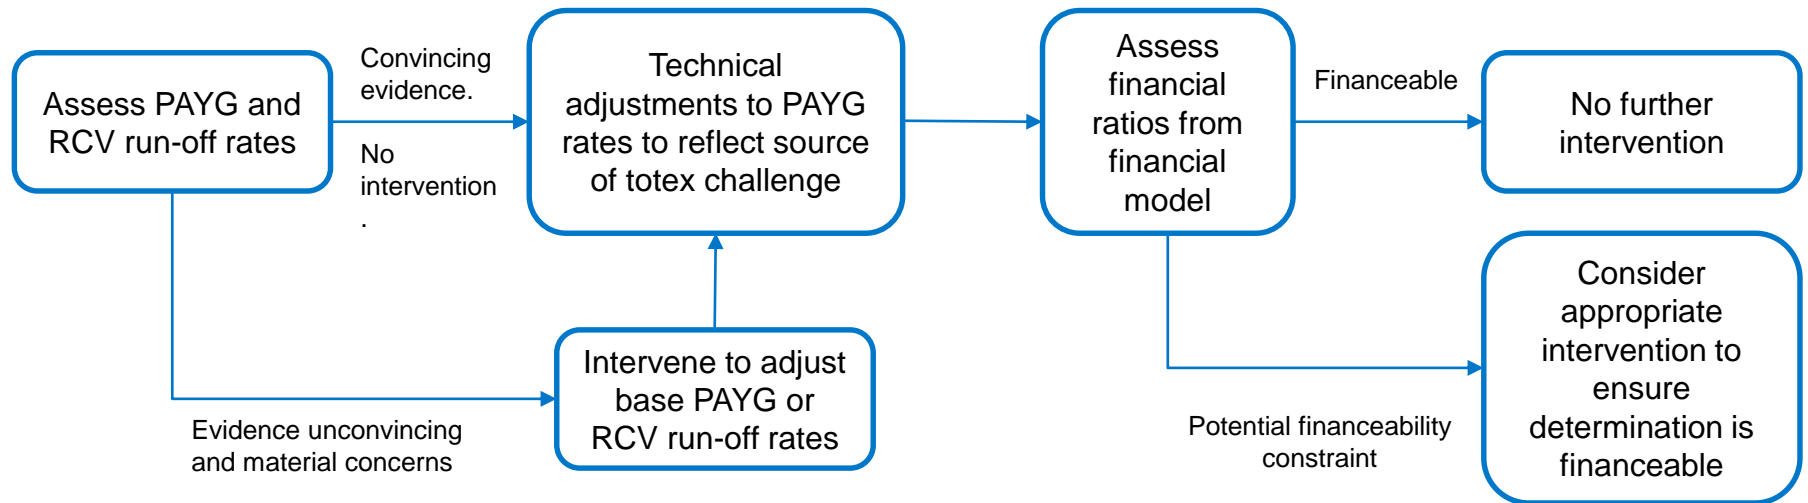 Assess PAYG and
RCV run-off rates
Convincing
evidence.
No
intervention
.
Technical
adjustments to PAYG
rates to reflect source
of totex challenge
Assess
financial
ratios from
financial
model
Financeable
No further
intervention
Evidence unconvincing
and material concerns
Intervene to adjust
base PAYG or
RCV run-off rates
Potential financeability
constraint
Consider
appropriate
intervention to
ensure
determination is
financeable